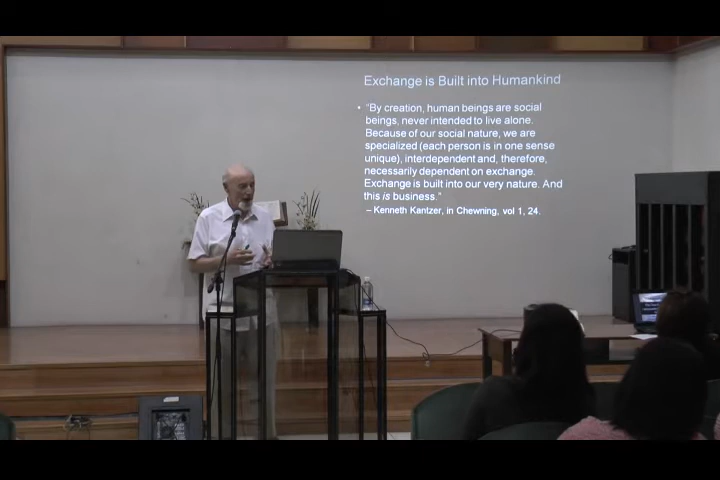 Exchange is Built into Humankind
• “By creation, human beings are social
beings, never intended to live alone.
Because of our social nature, we are
specialized (each person is in one sense
unique), interdependent and, therefore,
necessarily dependent on exchange.
Exchange is built into our very nature. And
this is business.”
– Kenneth Kantzer, in Chewning, vol 1, 24.